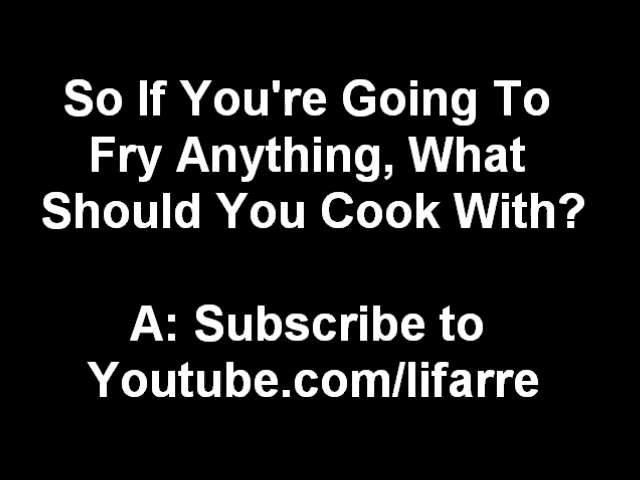 So If You're Going To
Fry Anything, What
Should You Cook With?
A: Subscribe to
Youtube.com/lifarre